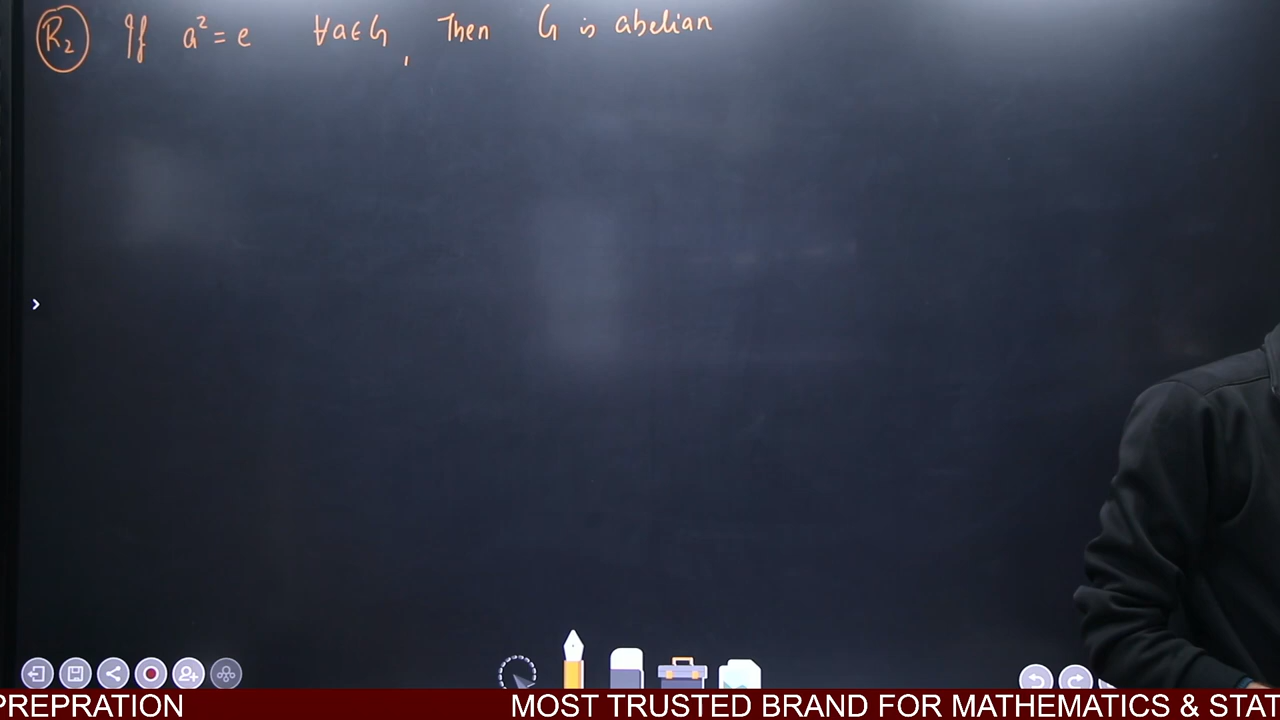 R₂ If a² = e ∀a∈G, Then G is abelian
PREPRATION MOST TRUSTED BRAND FOR MATHEMATICS & STAT